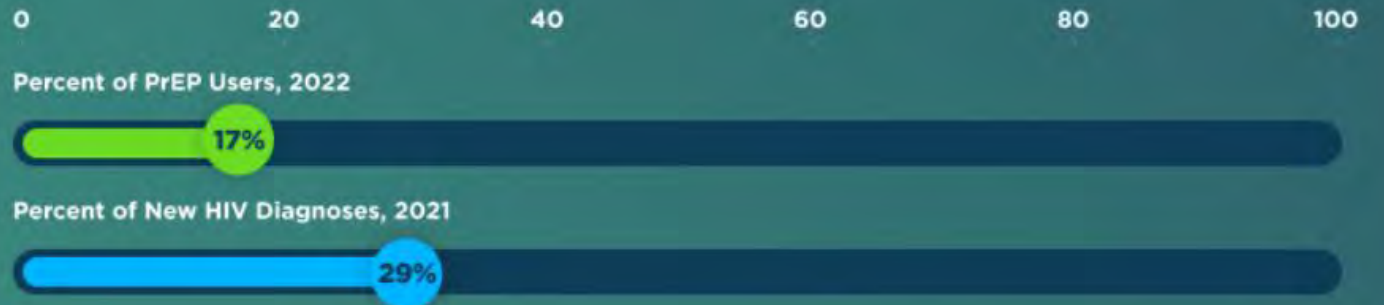 0 20 40 60 80 100
Percent of PrEP Users, 2022
17%
Percent of New HIV Diagnoses, 2021
29%